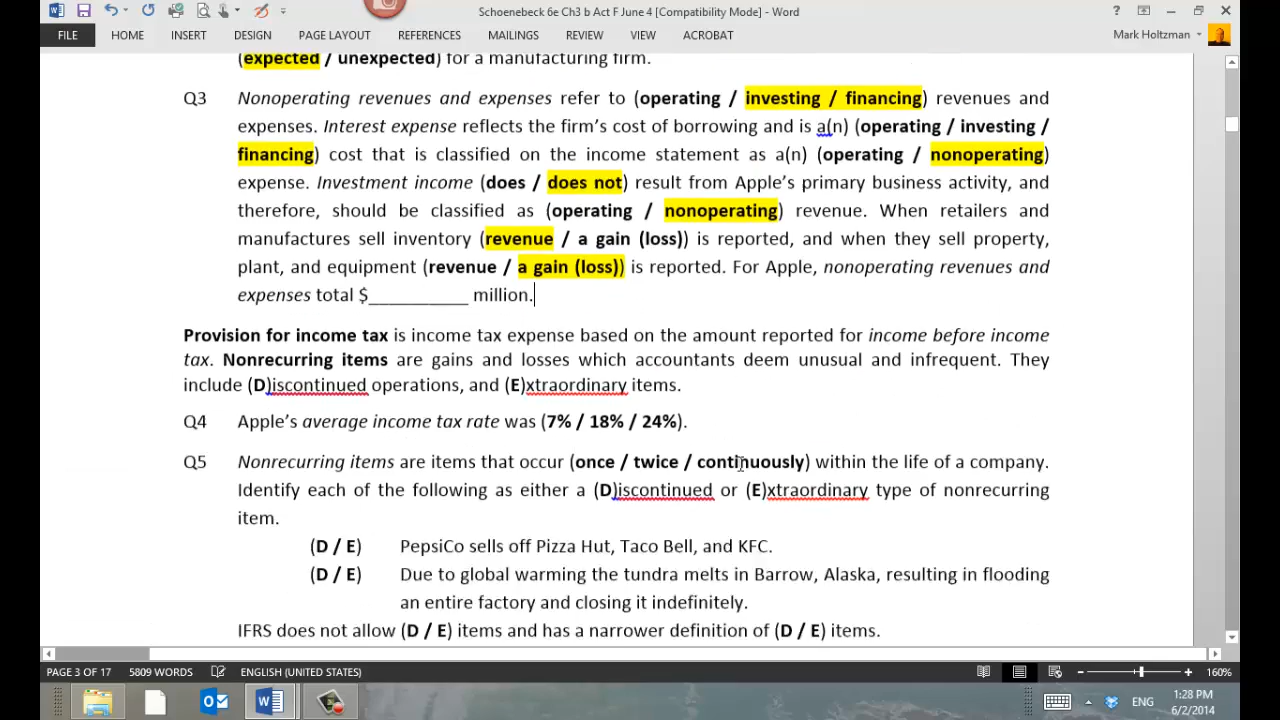 Schoenebeck 6e Ch3 b Act F June 4 [Compatibility Mode] - Word
FILE HOME INSERT DESIGN PAGE LAYOUT REFERENCES MAILINGS REVIEW VIEW ACROBAT Mark Holtzman
(expected / unexpected) for a manufacturing firm.
Q3 Nonoperating revenues and expenses refer to (operating / investing / financing) revenues and
expenses. Interest expense reflects the firm's cost of borrowing and is a(n) (operating / investing /
financing) cost that is classified on the income statement as a(n) (operating / nonoperating)
expense. Investment income (does / does not) result from Apple's primary business activity, and
therefore, should be classified as (operating / nonoperating) revenue. When retailers and
manufactures sell inventory (revenue / a gain (loss)) is reported, and when they sell property,
plant, and equipment (revenue / a gain (loss)) is reported. For Apple, nonoperating revenues and
expenses total $__________ million.
Provision for income tax is income tax expense based on the amount reported for income before income
tax. Nonrecurring items are gains and losses which accountants deem unusual and infrequent. They
include (D)iscontinued operations, and (E)xtraordinary items.
Q4 Apple's average income tax rate was (7% / 18% / 24%).
Q5 Nonrecurring items are items that occur (once / twice / continuously) within the life of a company.
Identify each of the following as either a (D)iscontinued or (E)xtraordinary type of nonrecurring
item.
(D / E) PepsiCo sells off Pizza Hut, Taco Bell, and KFC.
(D / E) Due to global warming the tundra melts in Barrow, Alaska, resulting in flooding
an entire factory and closing it indefinitely.
IFRS does not allow (D / E) items and has a narrower definition of (D / E) items.
PAGE 3 OF 17 5809 WORDS ENGLISH (UNITED STATES) 160%
ENG 1:28 PM
6/2/2014